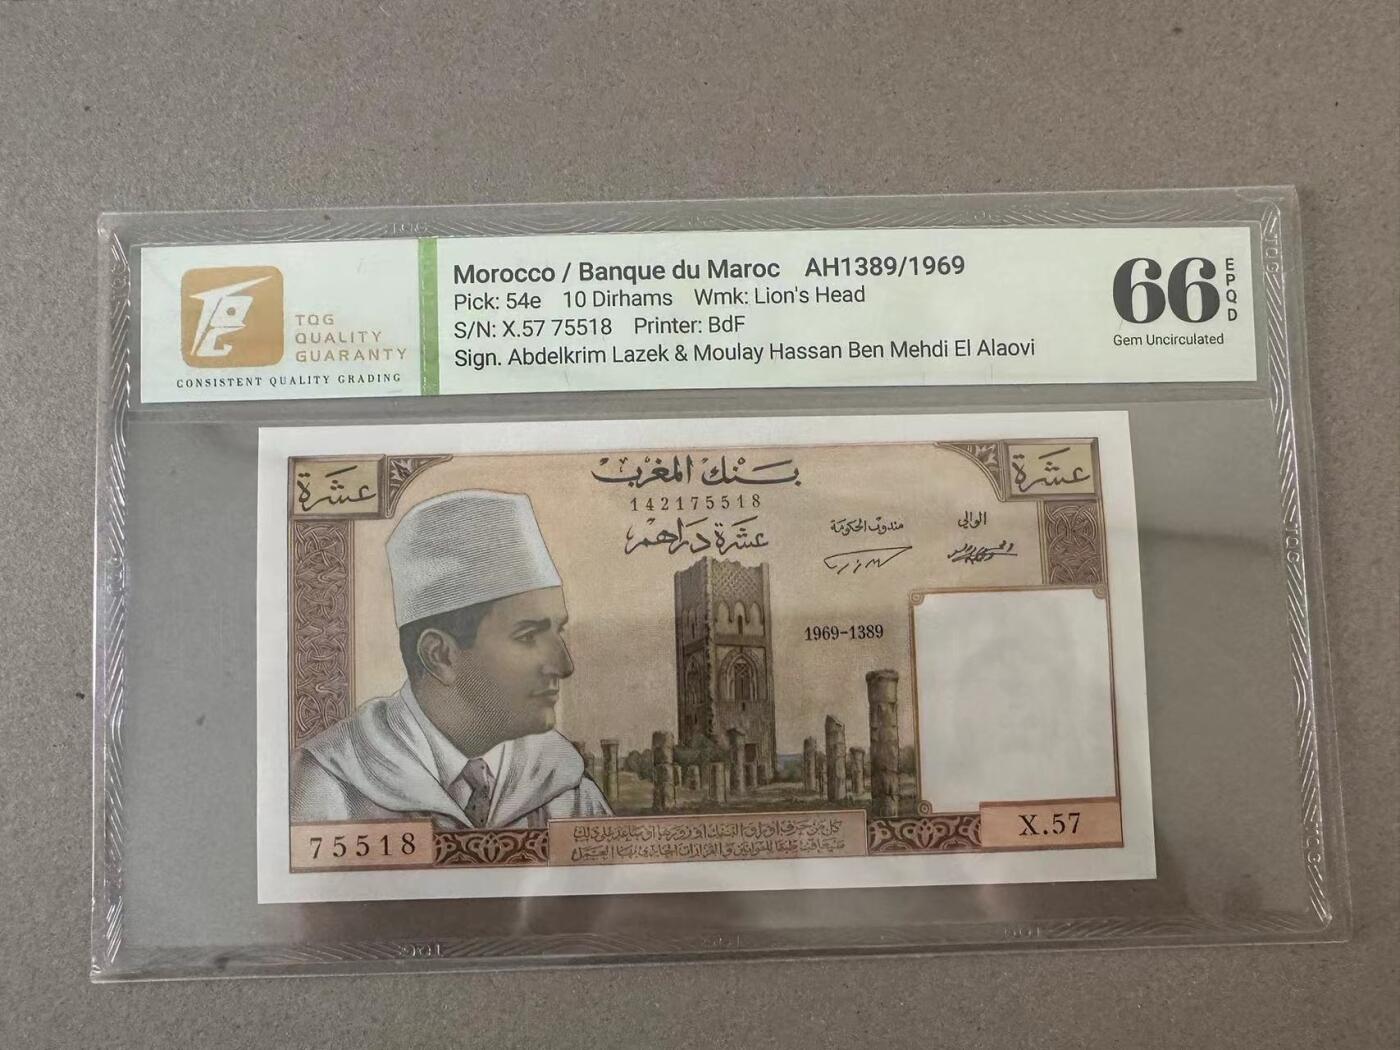 TQG
QUALITY
GUARANTY
CONSISTENT QUALITY GRADING
Morocco / Banque du Maroc AH1389/1969
Pick: 54e 10 Dirhams Wmk: Lion's Head
S/N: X.57 75518 Printer: BdF
Sign. Abdelkrim Lazek & Moulay Hassan Ben Mehdi El Alaovi
66
EPQD
Gem Uncirculated
عشرة
بنك المغرب
عشرة
142175518
عشرة دراهم
مندوب الحكومة
الوالي
1969-1389
75518
X.57